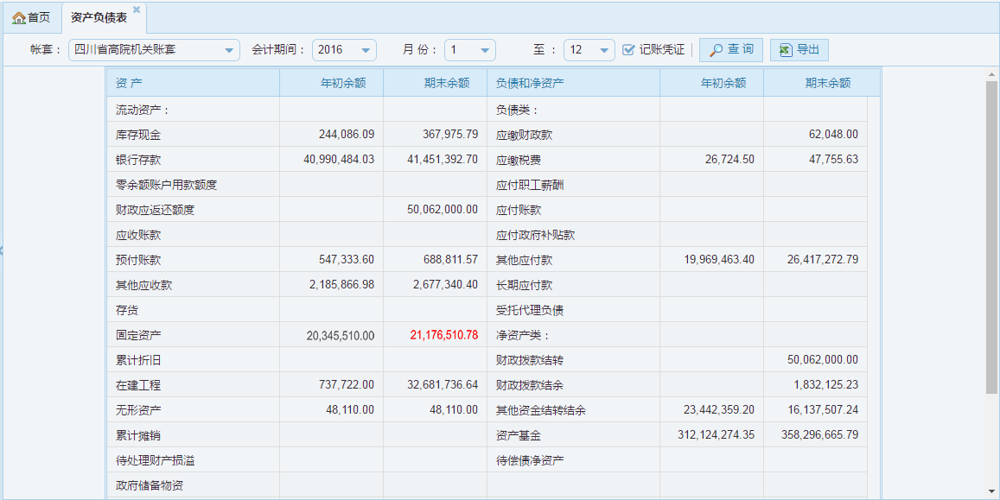 首页 资产负债表
帐套： 四川省高院机关账套 会计期间： 2016 月 份： 1 至： 12 记账凭证 查 询 导出
资 产 年初余额 期末余额 负债和净资产 年初余额 期末余额
流动资产： 负债类：
库存现金 244,086.09 367,975.79 应缴财政款 62,048.00
银行存款 40,990,484.03 41,451,392.70 应缴税费 26,724.50 47,755.63
零余额账户用款额度 应付职工薪酬
财政应返还额度 50,062,000.00 应付账款
应收账款 应付政府补贴款
预付账款 547,333.60 688,811.57 其他应付款 19,969,463.40 26,417,272.79
其他应收款 2,185,866.98 2,677,340.40 长期应付款
存货 受托代理负债
固定资产 20,345,510.00 21,176,510.78 净资产类：
累计折旧 财政拨款结转 50,062,000.00
在建工程 737,722.00 32,681,736.64 财政拨款结余 1,832,125.23
无形资产 48,110.00 48,110.00 其他资金结转结余 23,442,359.20 16,137,507.24
累计摊销 资产基金 312,124,274.35 358,296,665.79
待处理财产损溢 待偿债净资产
政府储备物资